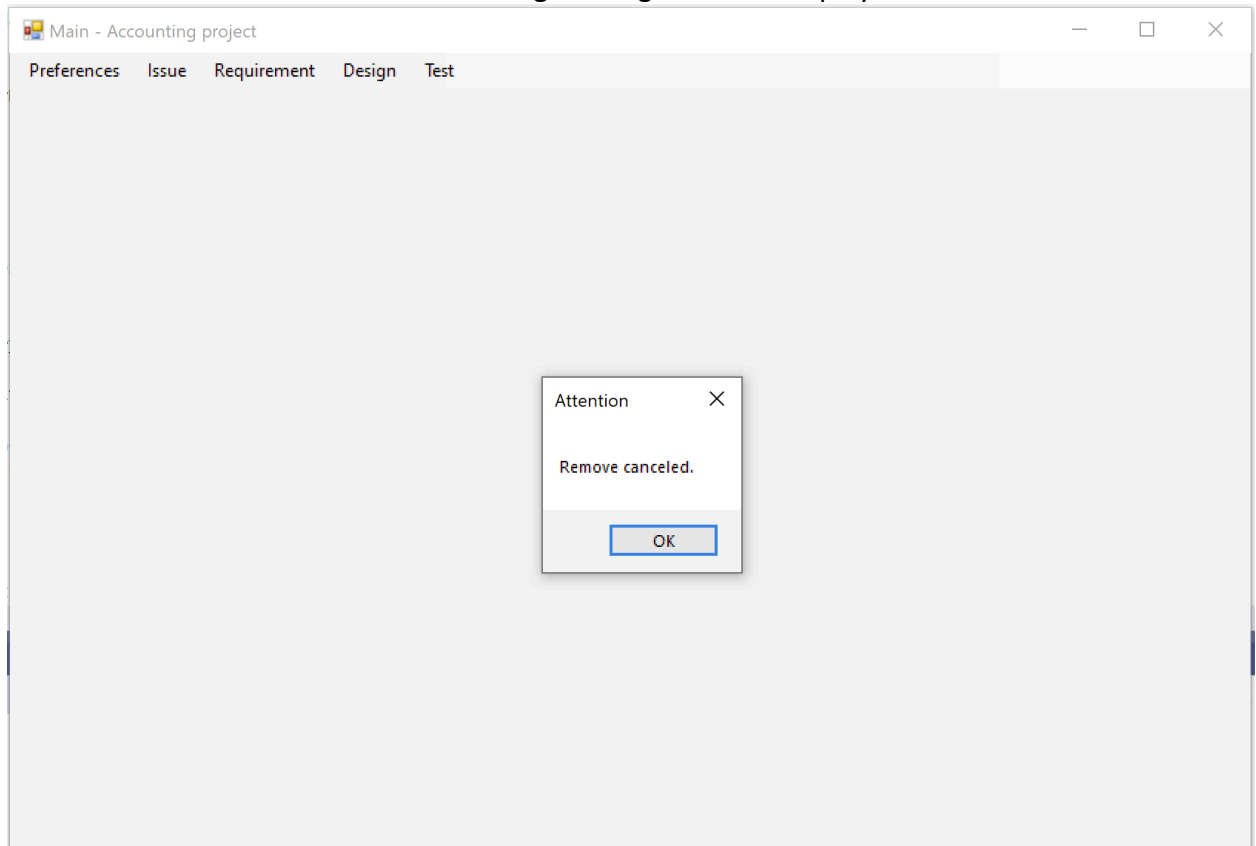 Main - Accounting project
Preferences Issue Requirement Design Test
Attention
Remove canceled.
OK